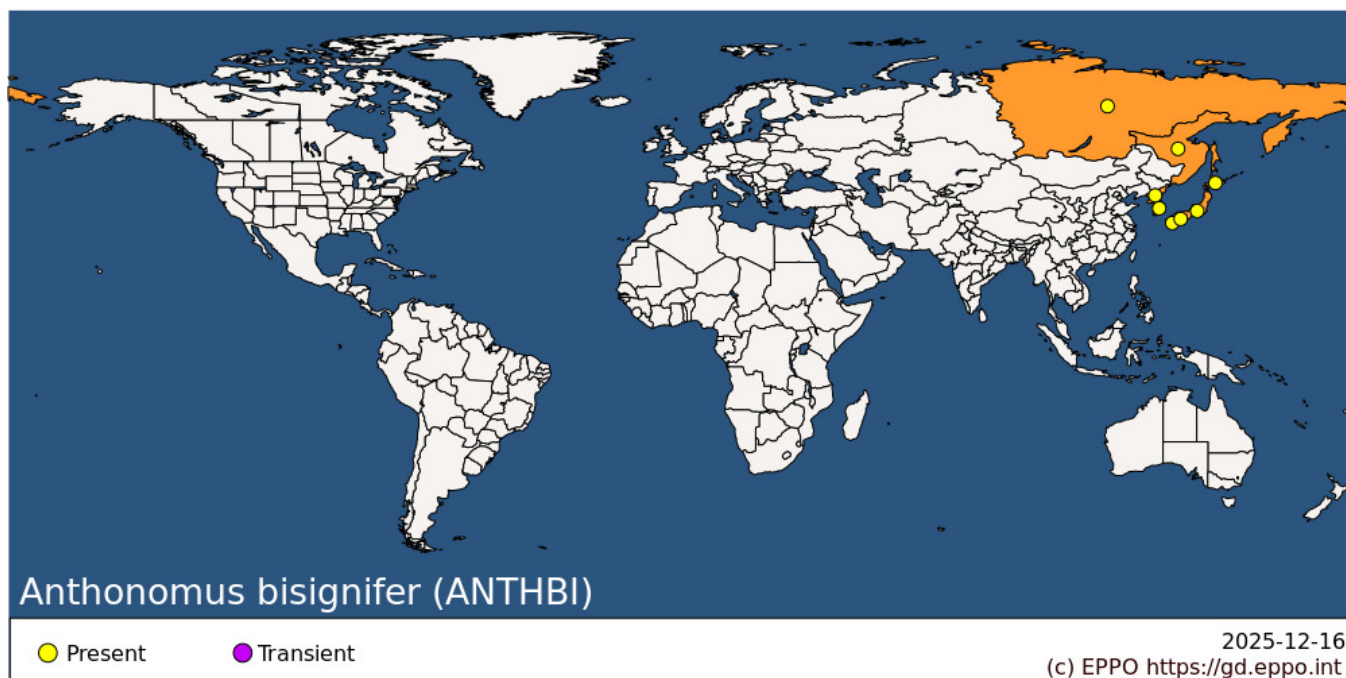 Anthonomus bisignifer (ANTHBI)
Present
Transient
2025-12-16
(c) EPPO https://gd.eppo.int